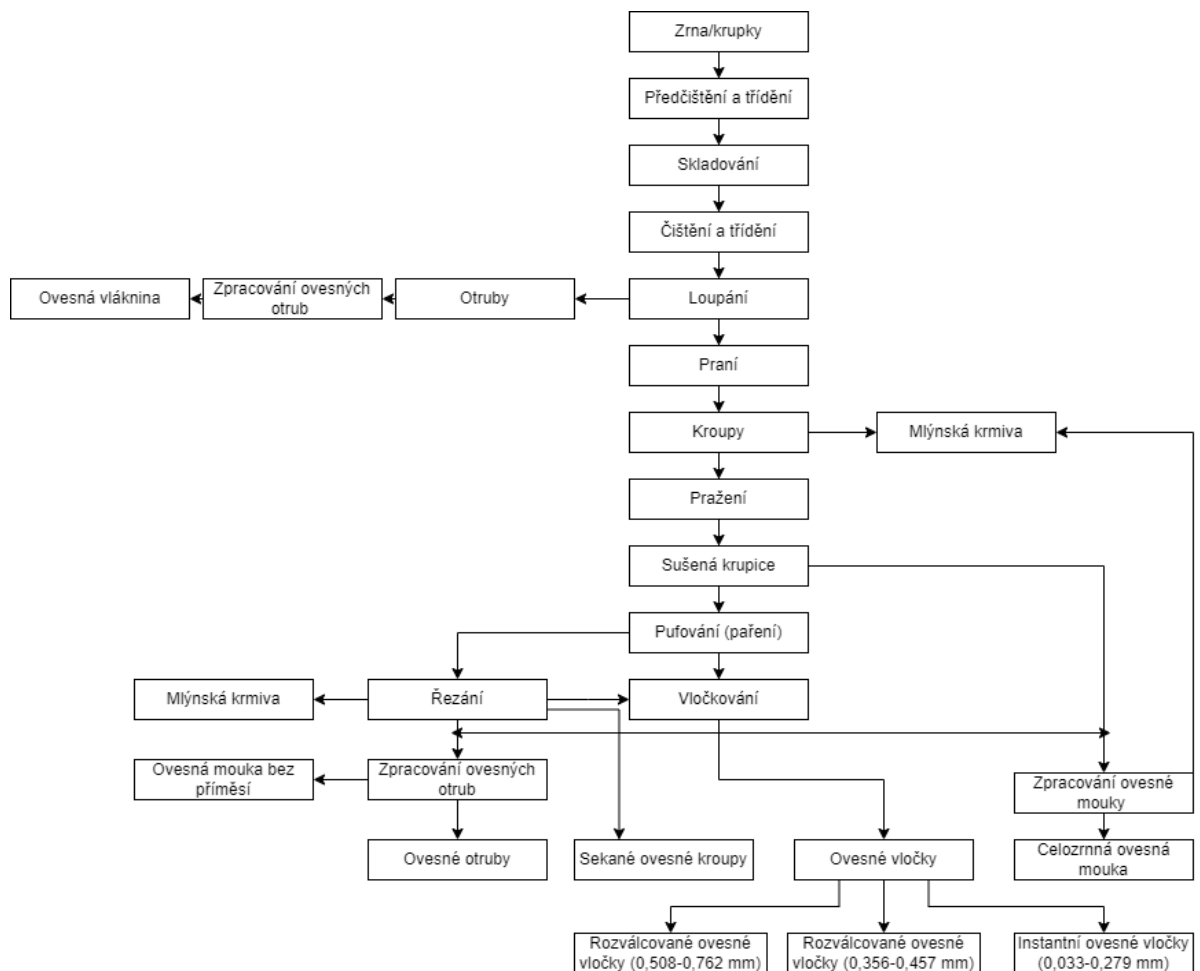 Zrna/krupky
Předčištění a třídění
Skladování
Čištění a třídění
Ovesná vláknina
Zpracování ovesných
otrub
Otruby
Loupání
Praní
Kroupy
Mlýnská krmiva
Pražení
Sušená krupice
Pufování (paření)
Mlýnská krmiva
Řezání
Vločkování
Ovesná mouka bez
příměsí
Zpracování ovesných
otrub
Zpracování ovesné
mouky
Ovesné otruby
Sekané ovesné kroupy
Ovesné vločky
Celozrnná ovesná
mouka
Rozválcované ovesné
vločky (0,508-0,762 mm)
Rozválcované ovesné
vločky (0,356-0,457 mm)
Instantní ovesné vločky
(0,033-0,279 mm)